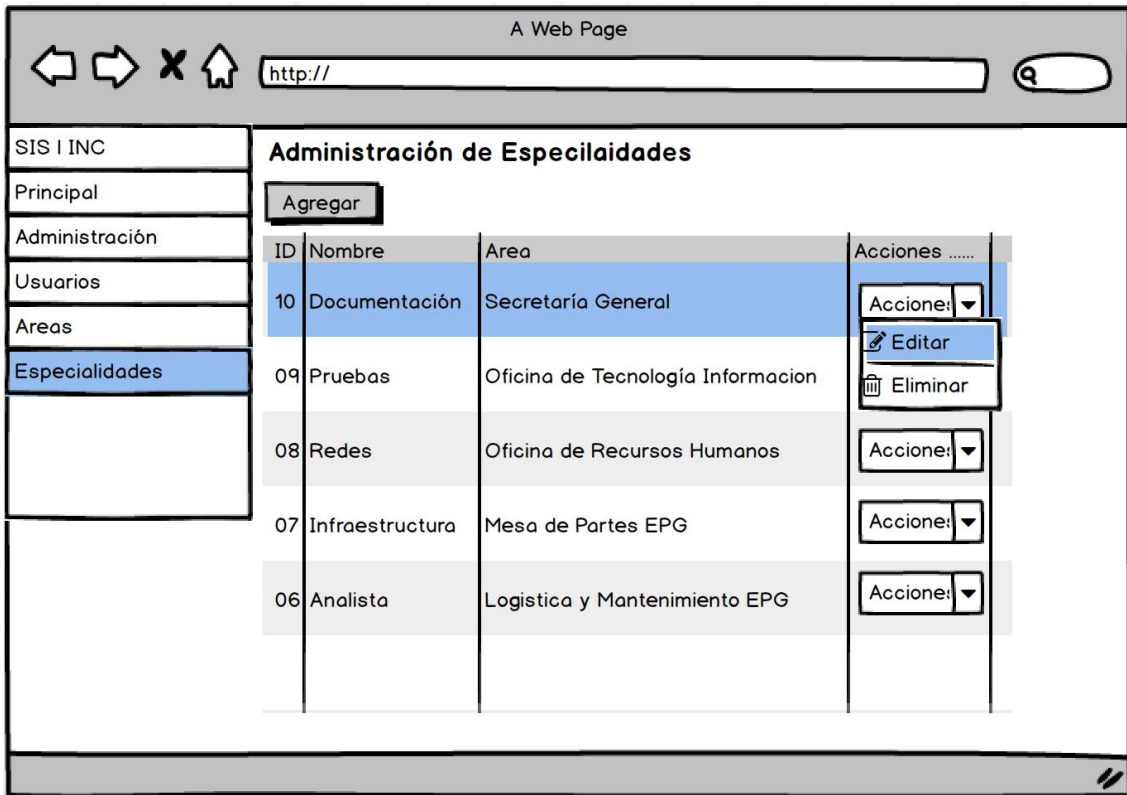 A Web Page
http://
SIS | INC
Principal
Administración
Usuarios
Areas
Especialidades
Administración de Especilaidades
Agregar
ID Nombre Area Acciones ......
10 Documentación Secretaría General Acciones
Editar
09 Pruebas Oficina de Tecnología Informacion
Eliminar
08 Redes Oficina de Recursos Humanos Acciones
07 Infraestructura Mesa de Partes EPG Acciones
06 Analista Logistica y Mantenimiento EPG Acciones